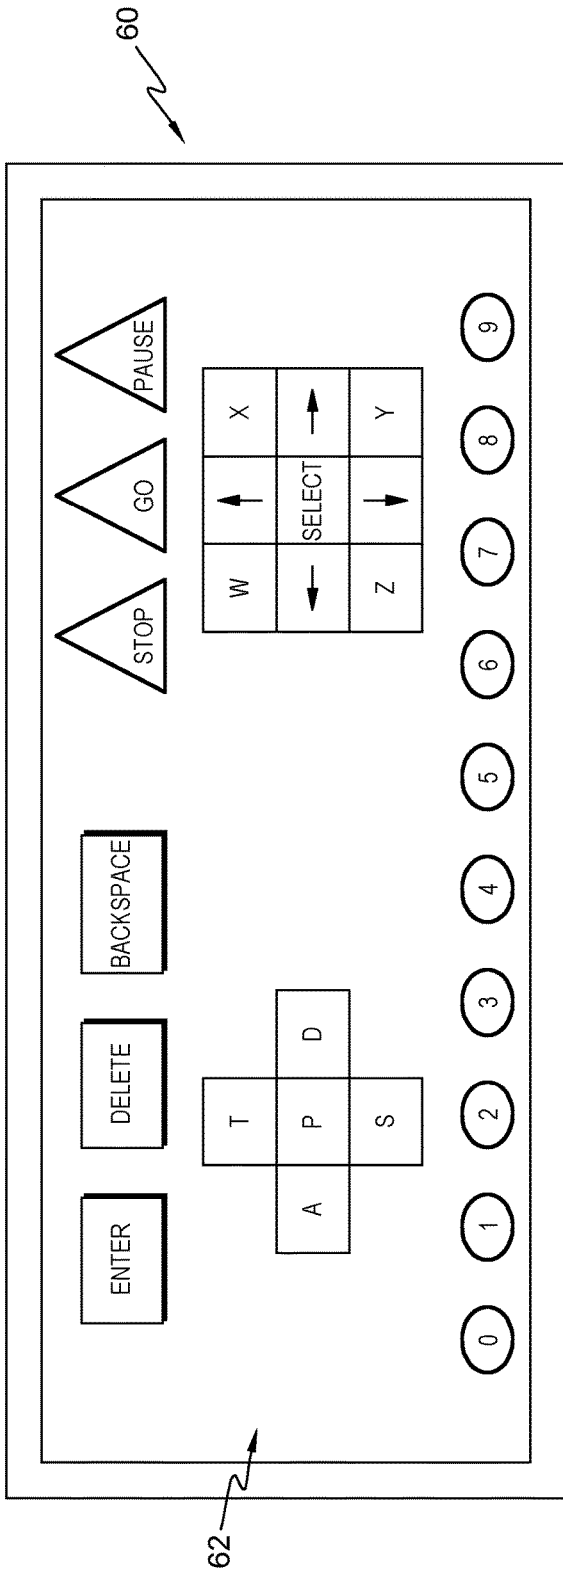 60
ENTER DELETE BACKSPACE STOP GO PAUSE
T W X
A P D SELECT
S Z Y
0 1 2 3 4 5 6 7 8 9
62